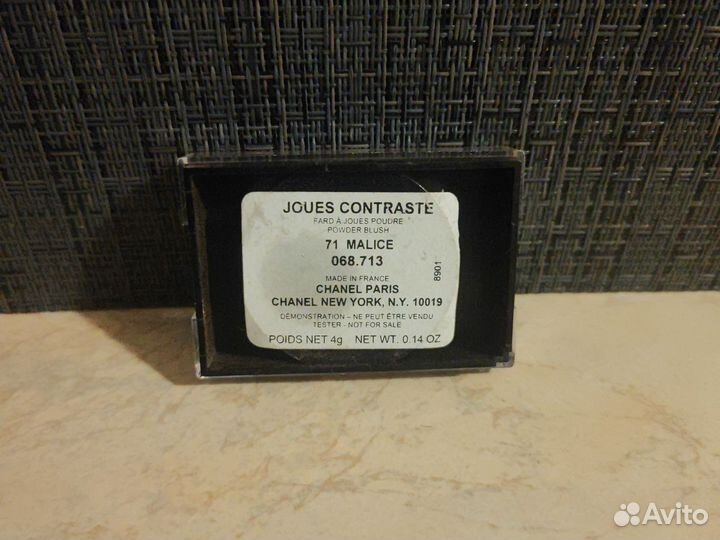 JOUES CONTRASTE
FARD À JOUES POUDRE
POWDER BLUSH
71 MALICE
068.713
8901
MADE IN FRANCE
CHANEL PARIS
CHANEL NEW YORK, N.Y. 10019
DÉMONSTRATION – NE PEUT ÊTRE VENDU
TESTER - NOT FOR SALE
POIDS NET 4g NET WT. 0.14 OZ
Avito